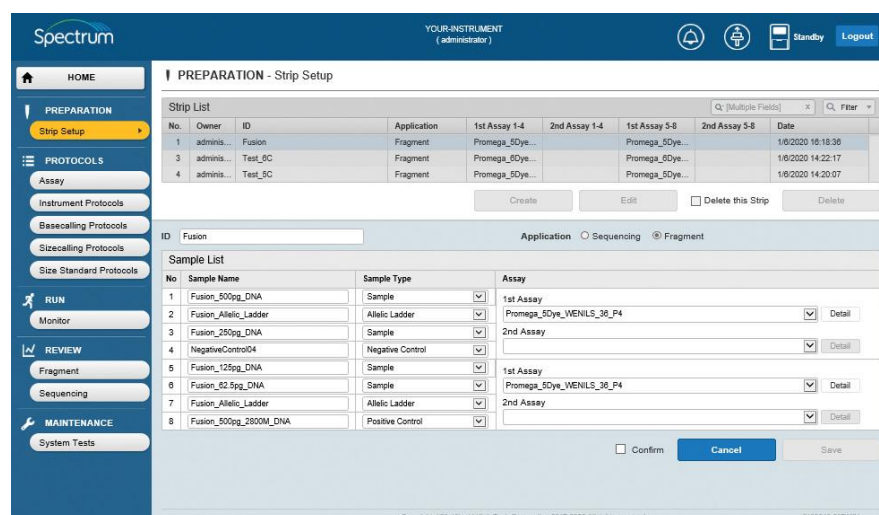 Spectrum
YOUR-INSTRUMENT
( administrator )
Standby
Logout
HOME
PREPARATION
Strip Setup
PROTOCOLS
Assay
Instrument Protocols
Basecalling Protocols
Sizecalling Protocols
Size Standard Protocols
RUN
Monitor
REVIEW
Fragment
Sequencing
MAINTENANCE
System Tests
PREPARATION - Strip Setup
Strip List [Multiple Fields] x Filter
No. Owner ID Application 1st Assay 1-4 2nd Assay 1-4 1st Assay 5-8 2nd Assay 5-8 Date
1 adminis... Fusion Fragment Promega_5Dye... Promega_5Dye... 1/6/2020 16:18:36
3 adminis... Test_6C Fragment Promega_5Dye... Promega_5Dye... 1/6/2020 14:22:17
4 adminis... Test_5C Fragment Promega_5Dye... Promega_5Dye... 1/6/2020 14:20:07
Create Edit Delete this Strip Delete
ID Fusion Application Sequencing Fragment
Sample List
No Sample Name Sample Type Assay
1 Fusion_500pg_DNA Sample
2 Fusion_Allelic_Ladder Allelic Ladder
3 Fusion_250pg_DNA Sample
4 NegativeControl04 Negative Control
5 Fusion_125pg_DNA Sample
6 Fusion_62.5pg_DNA Sample
7 Fusion_Allelic_Ladder Allelic Ladder
8 Fusion_500pg_2800M_DNA Positive Control
1st Assay
Promega_5Dye_WENILS_36_P4 Detail
2nd Assay
Detail
1st Assay
Promega_5Dye_WENILS_36_P4 Detail
2nd Assay
Detail
Confirm Cancel Save